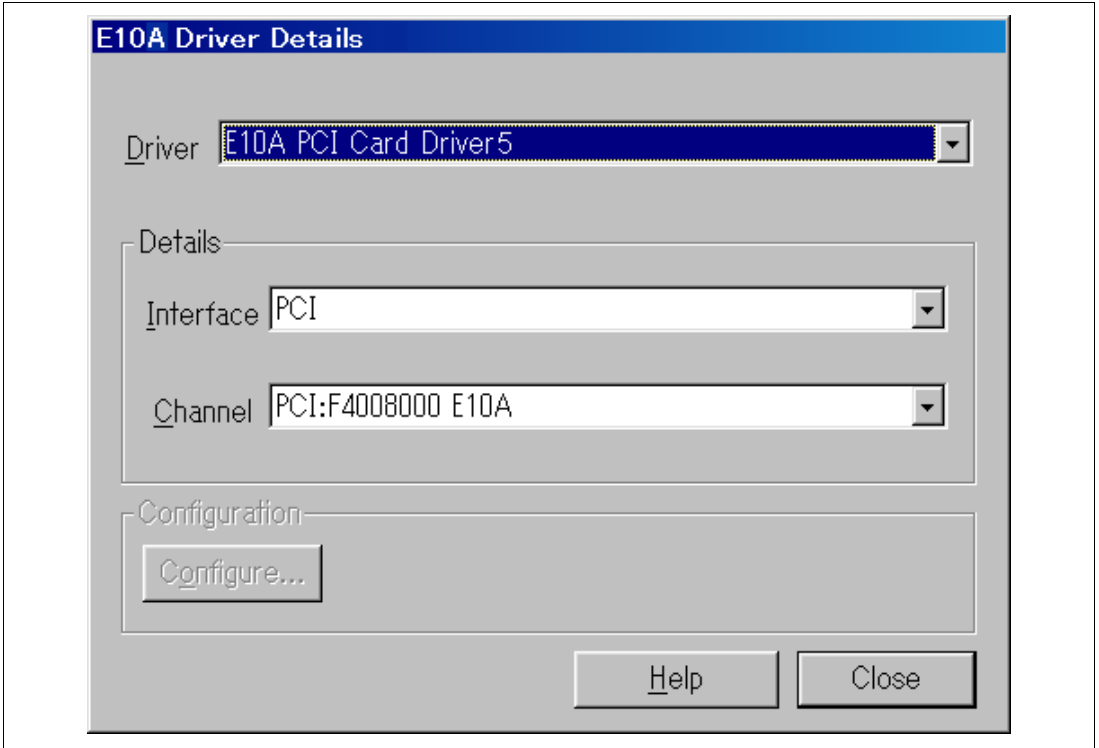 E10A Driver Details
Driver E10A PCI Card Driver5
Details
Interface PCI
Channel PCI:F4008000 E10A
Configuration
Configure...
Help Close